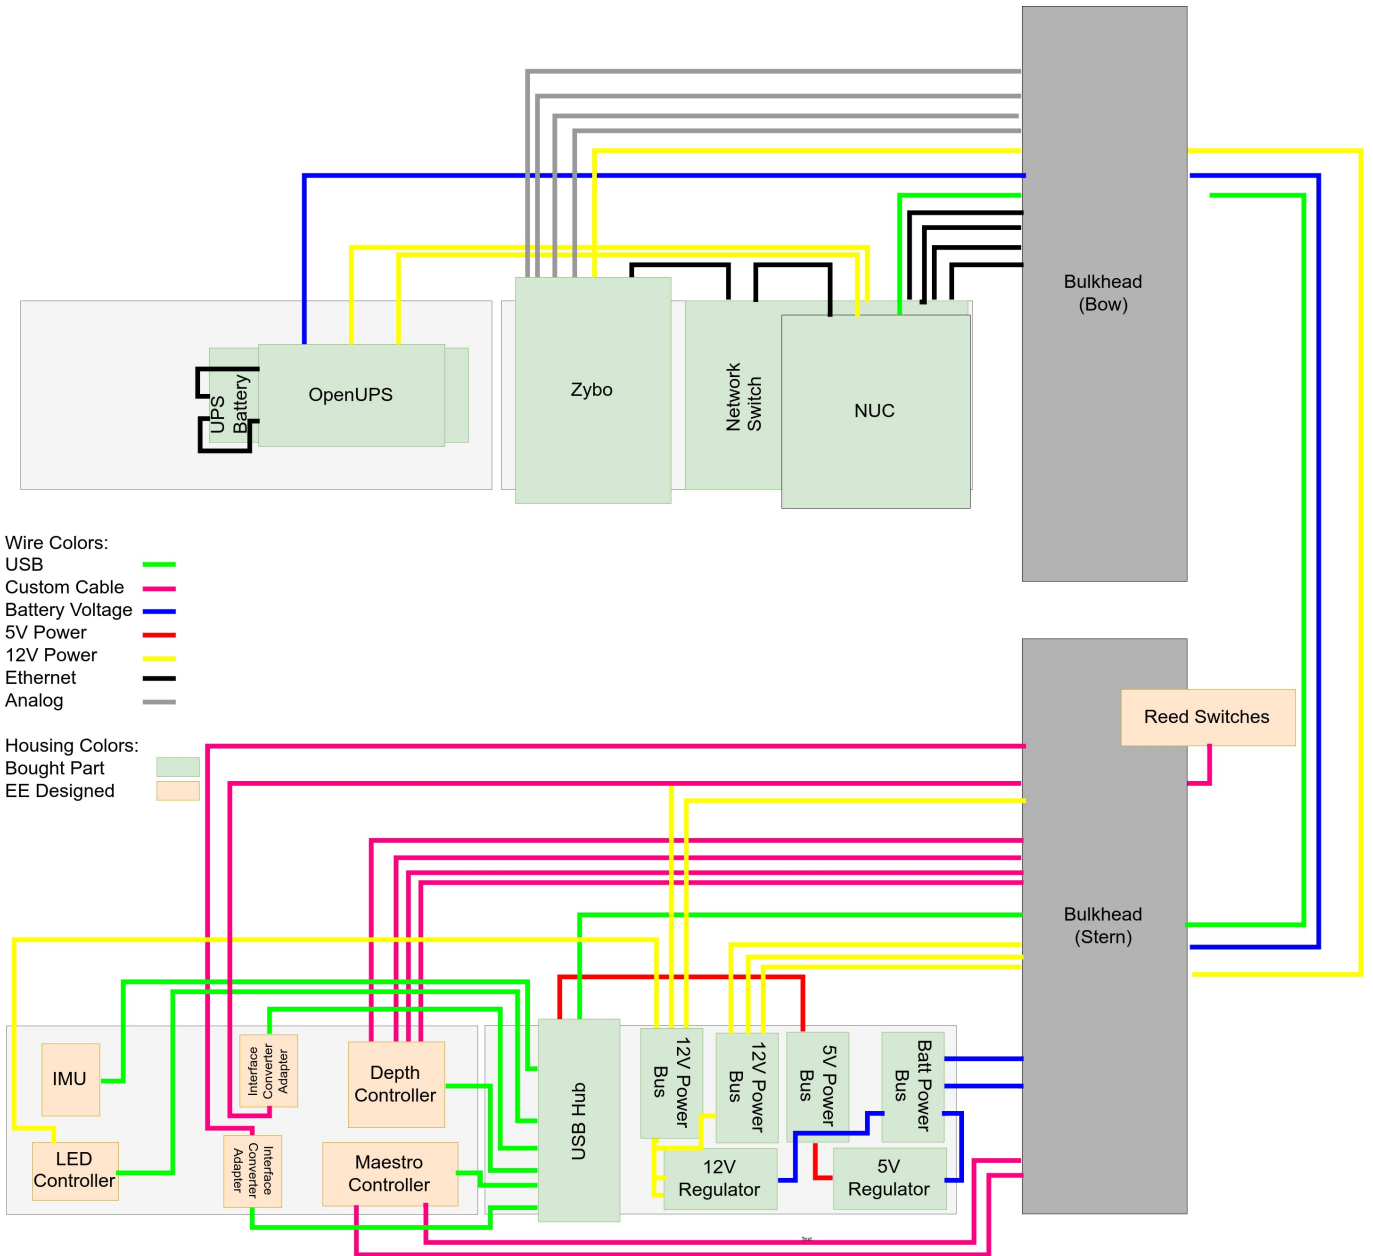 Bulkhead
(Bow)
OpenUPS
UPS
Battery
Zybo
Network
Switch
NUC
Wire Colors:
USB
Custom Cable
Battery Voltage
5V Power
12V Power
Ethernet
Analog
Housing Colors:
Bought Part
EE Designed
Reed Switches
Bulkhead
(Stern)
IMU
Interface
Converter
Adapter
Depth
Controller
USB Hub
12V Power
Bus
12V Power
Bus
5V Power
Bus
Batt Power
Bus
LED
Controller
Interface
Converter
Adapter
Maestro
Controller
12V
Regulator
5V
Regulator
Text